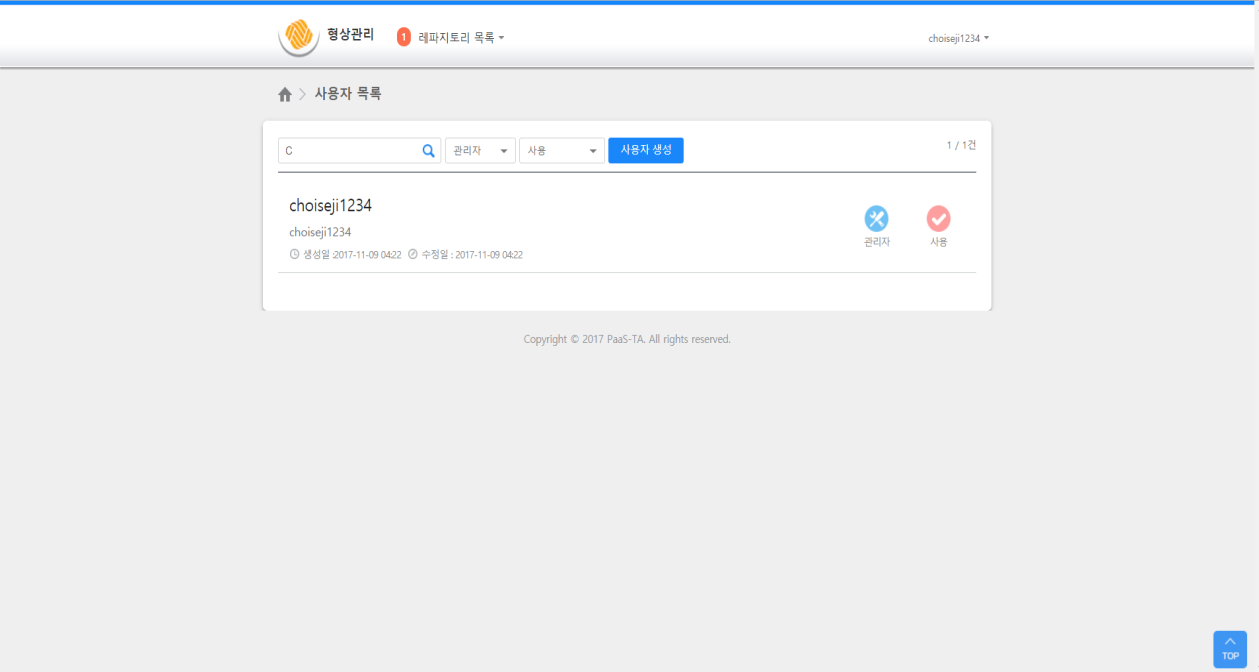 형상관리
1 레파지토리 목록
choiseji1234
사용자 목록
C
관리자
사용
사용자 생성
1 / 1건
choiseji1234
choiseji1234
생성일 :2017-11-09 04:22 수정일 : 2017-11-09 04:22
관리자
사용
Copyright © 2017 PaaS-TA. All rights reserved.
TOP